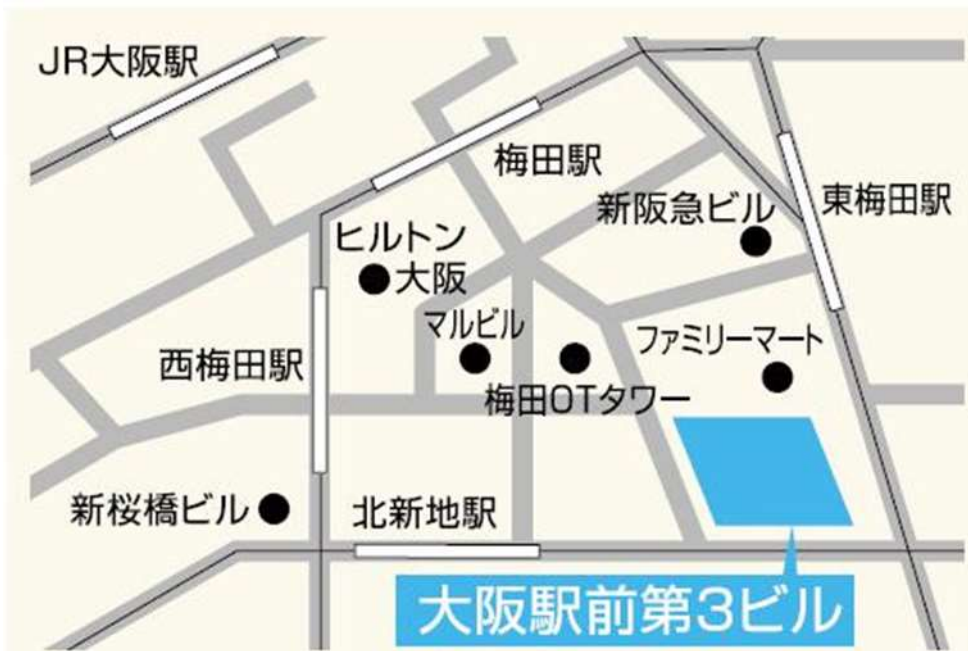 JR大阪駅
梅田駅
新阪急ビル
東梅田駅
ヒルトン
大阪
マルビル
ファミリーマート
西梅田駅
梅田OTタワー
新桜橋ビル
北新地駅
大阪駅前第3ビル